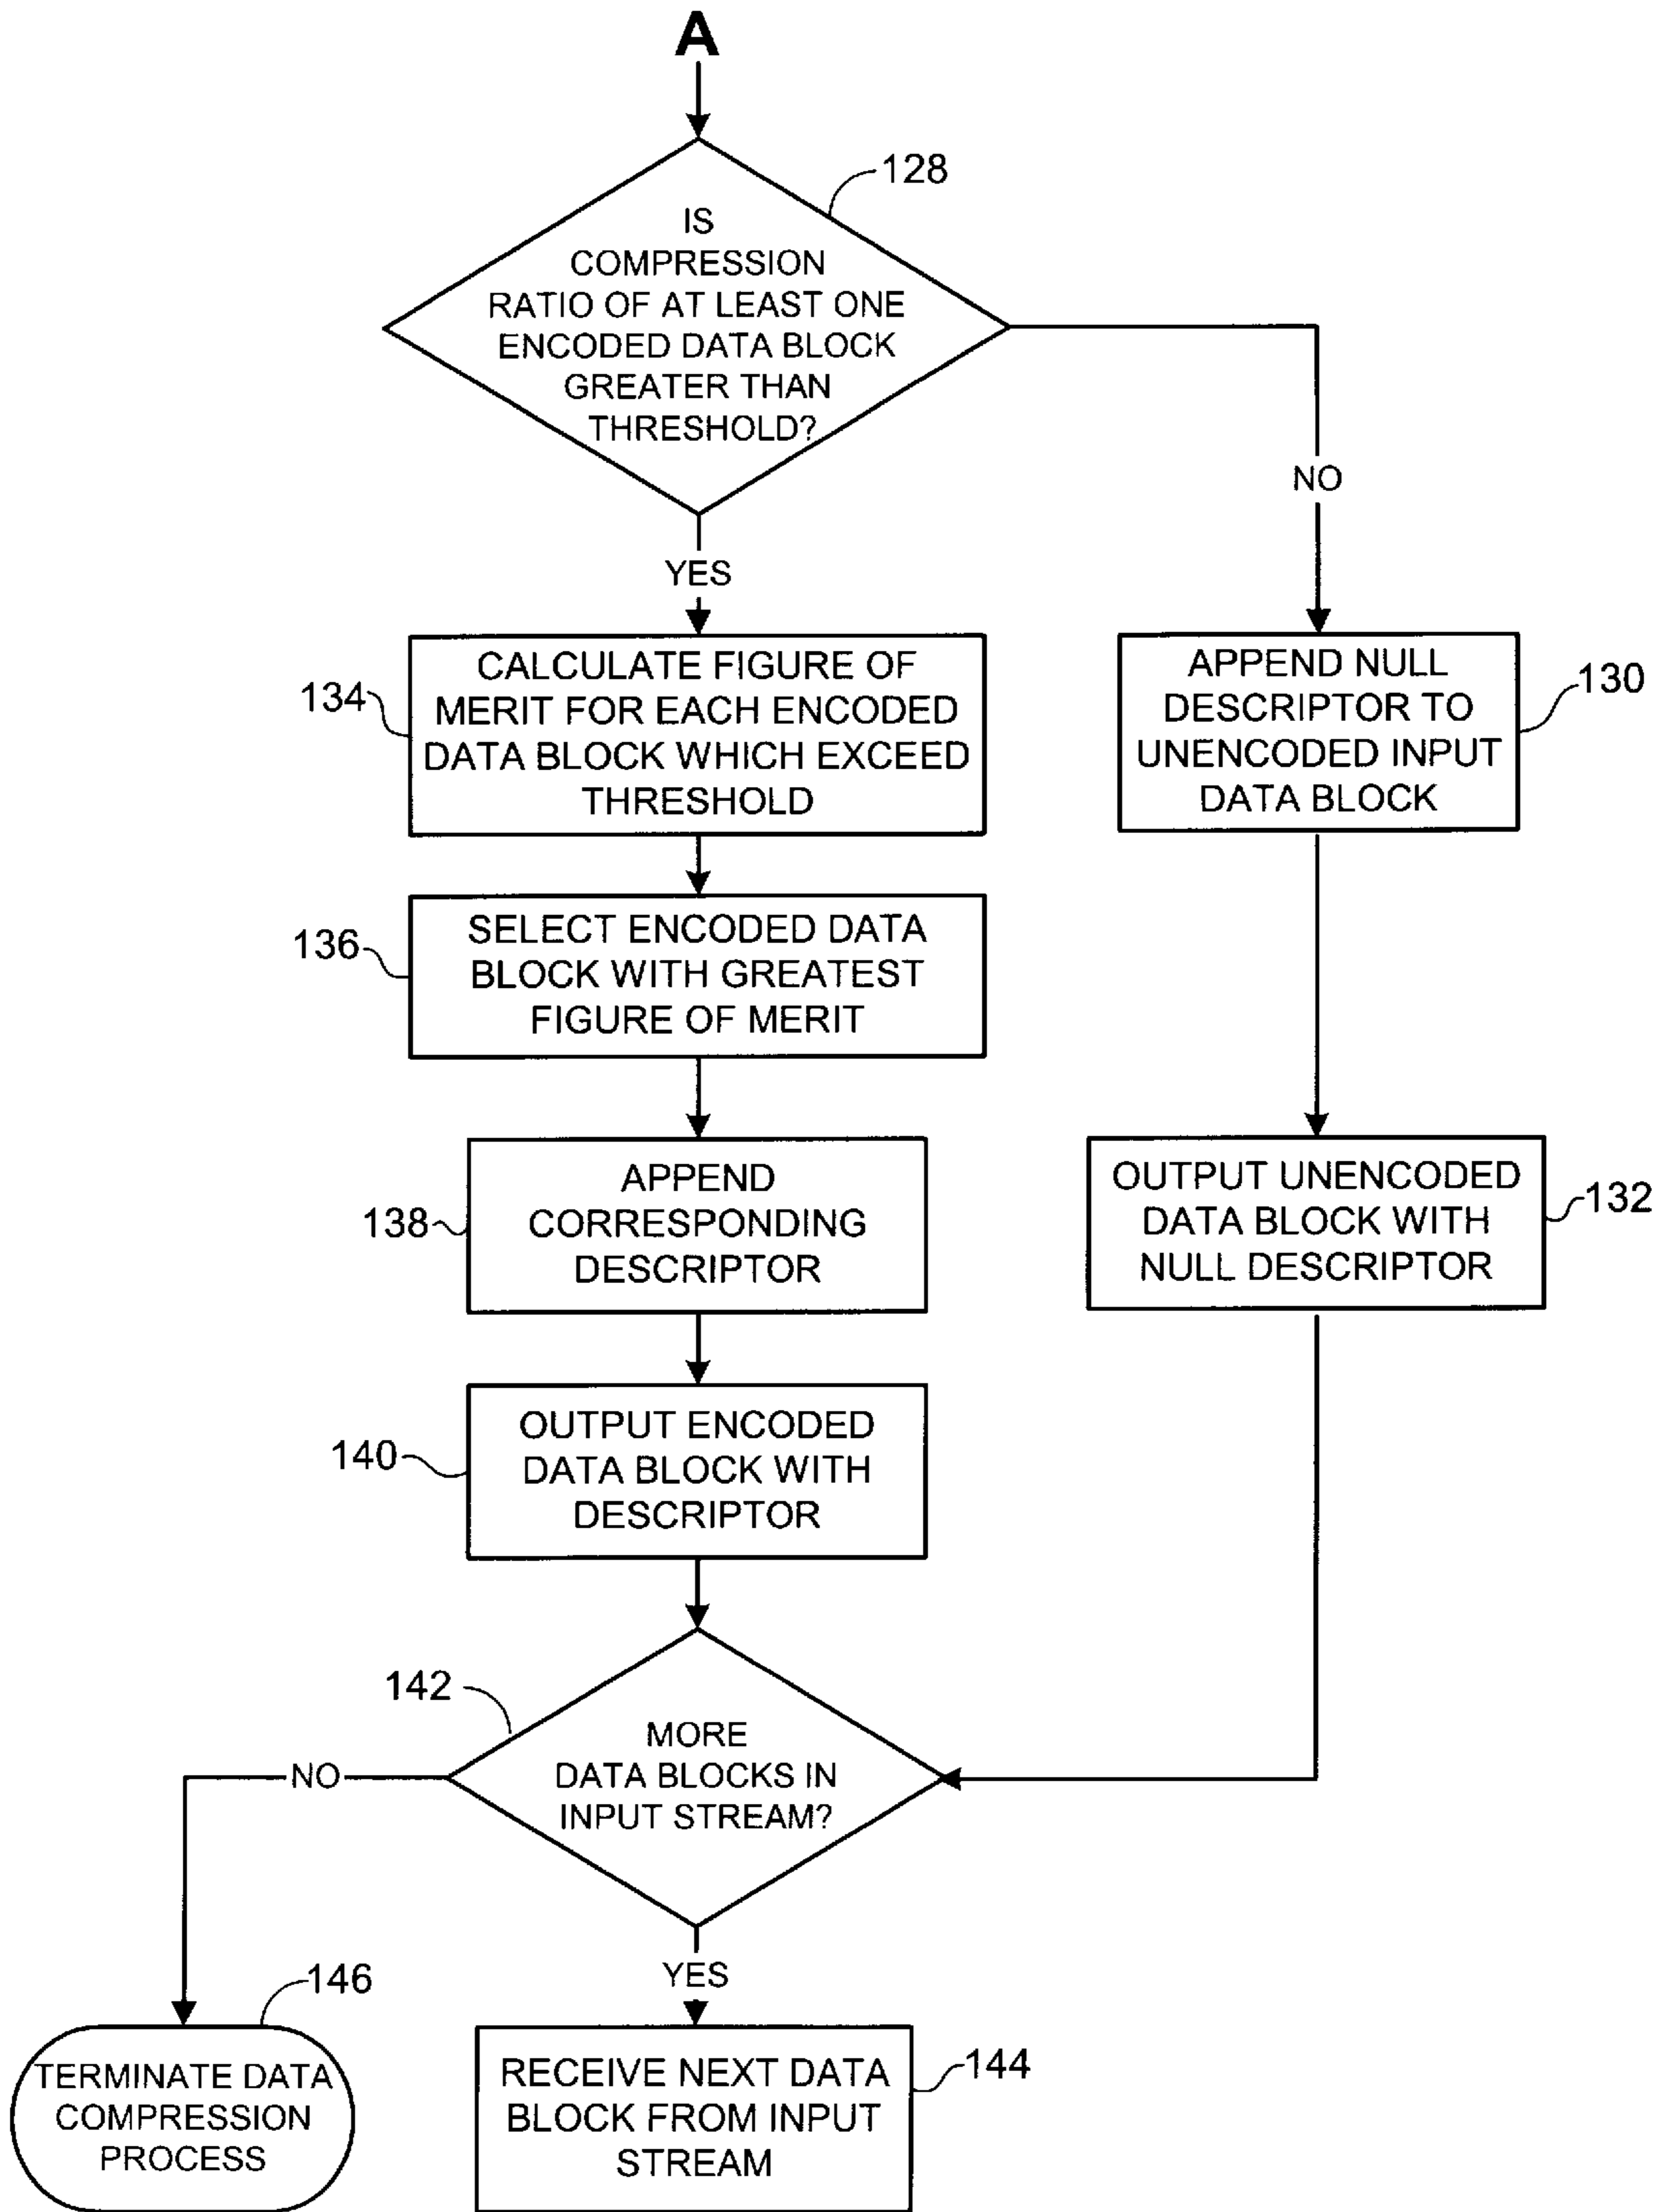 A
128
IS
COMPRESSION
RATIO OF AT LEAST ONE
ENCODED DATA BLOCK
GREATER THAN
THRESHOLD?
NO
YES
134
CALCULATE FIGURE OF
MERIT FOR EACH ENCODED
DATA BLOCK WHICH EXCEED
THRESHOLD
APPEND NULL
DESCRIPTOR TO
UNENCODED INPUT
DATA BLOCK
130
136
SELECT ENCODED DATA
BLOCK WITH GREATEST
FIGURE OF MERIT
138
APPEND
CORRESPONDING
DESCRIPTOR
OUTPUT UNENCODED
DATA BLOCK WITH
NULL DESCRIPTOR
132
140
OUTPUT ENCODED
DATA BLOCK WITH
DESCRIPTOR
142
MORE
DATA BLOCKS IN
INPUT STREAM?
NO
YES
146
TERMINATE DATA
COMPRESSION
PROCESS
RECEIVE NEXT DATA
BLOCK FROM INPUT
STREAM
144